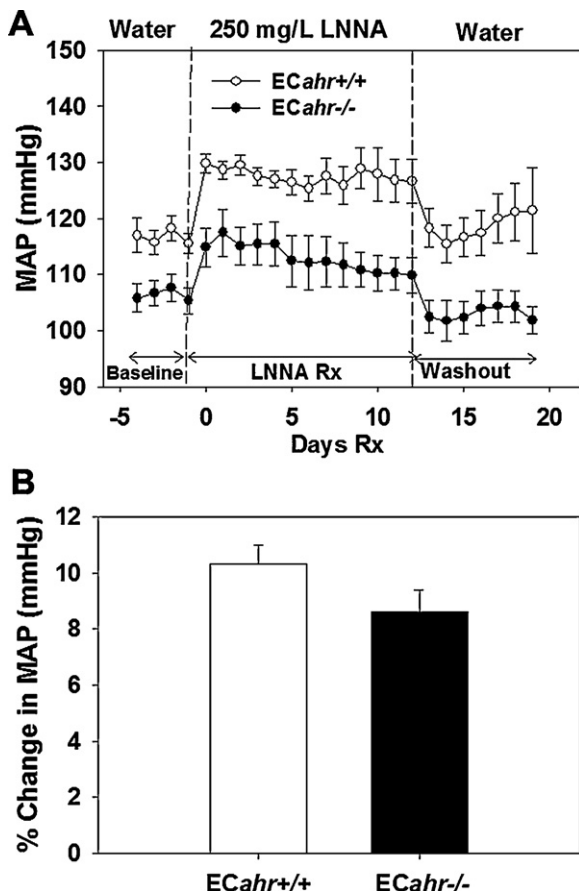 A
Water 250 mg/L LNNA Water
ECahr+/+
ECahr-/-
MAP (mmHg)
150
140
130
120
110
100
90
Baseline LNNA Rx Washout
-5 0 5 10 15 20
Days Rx
B
% Change in MAP (mmHg)
12
10
8
6
4
2
0
ECahr+/+ ECahr-/-